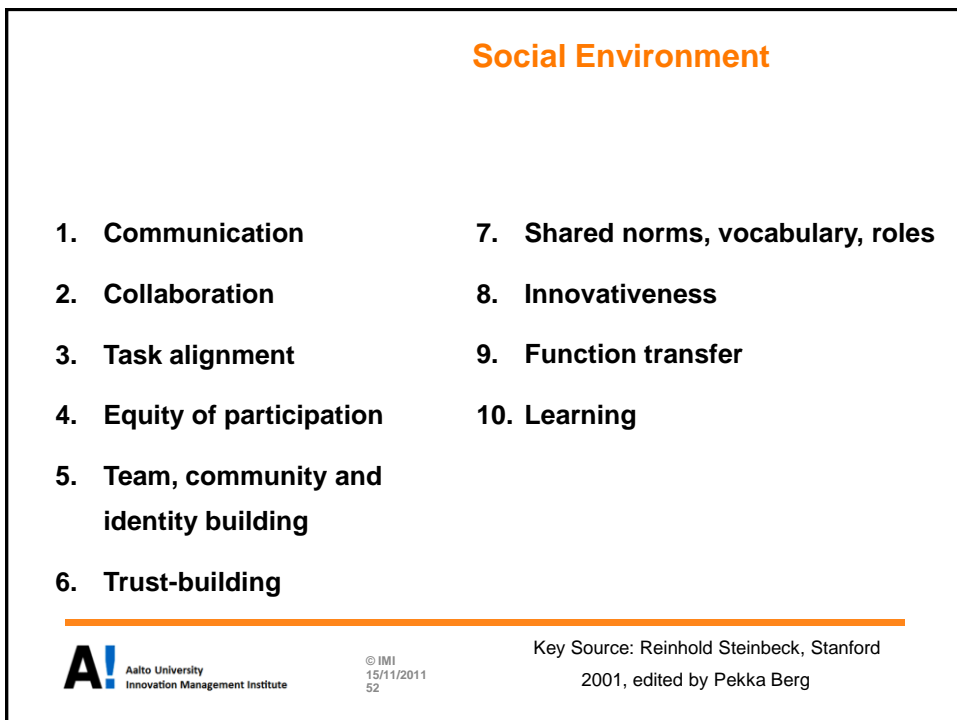 Social Environment
1. Communication
2. Collaboration
3. Task alignment
4. Equity of participation
5. Team, community and
identity building
6. Trust-building
7. Shared norms, vocabulary, roles
8. Innovativeness
9. Function transfer
10. Learning
A!
Aalto University
Innovation Management Institute
© IMI
15/11/2011
52
Key Source: Reinhold Steinbeck, Stanford
2001, edited by Pekka Berg